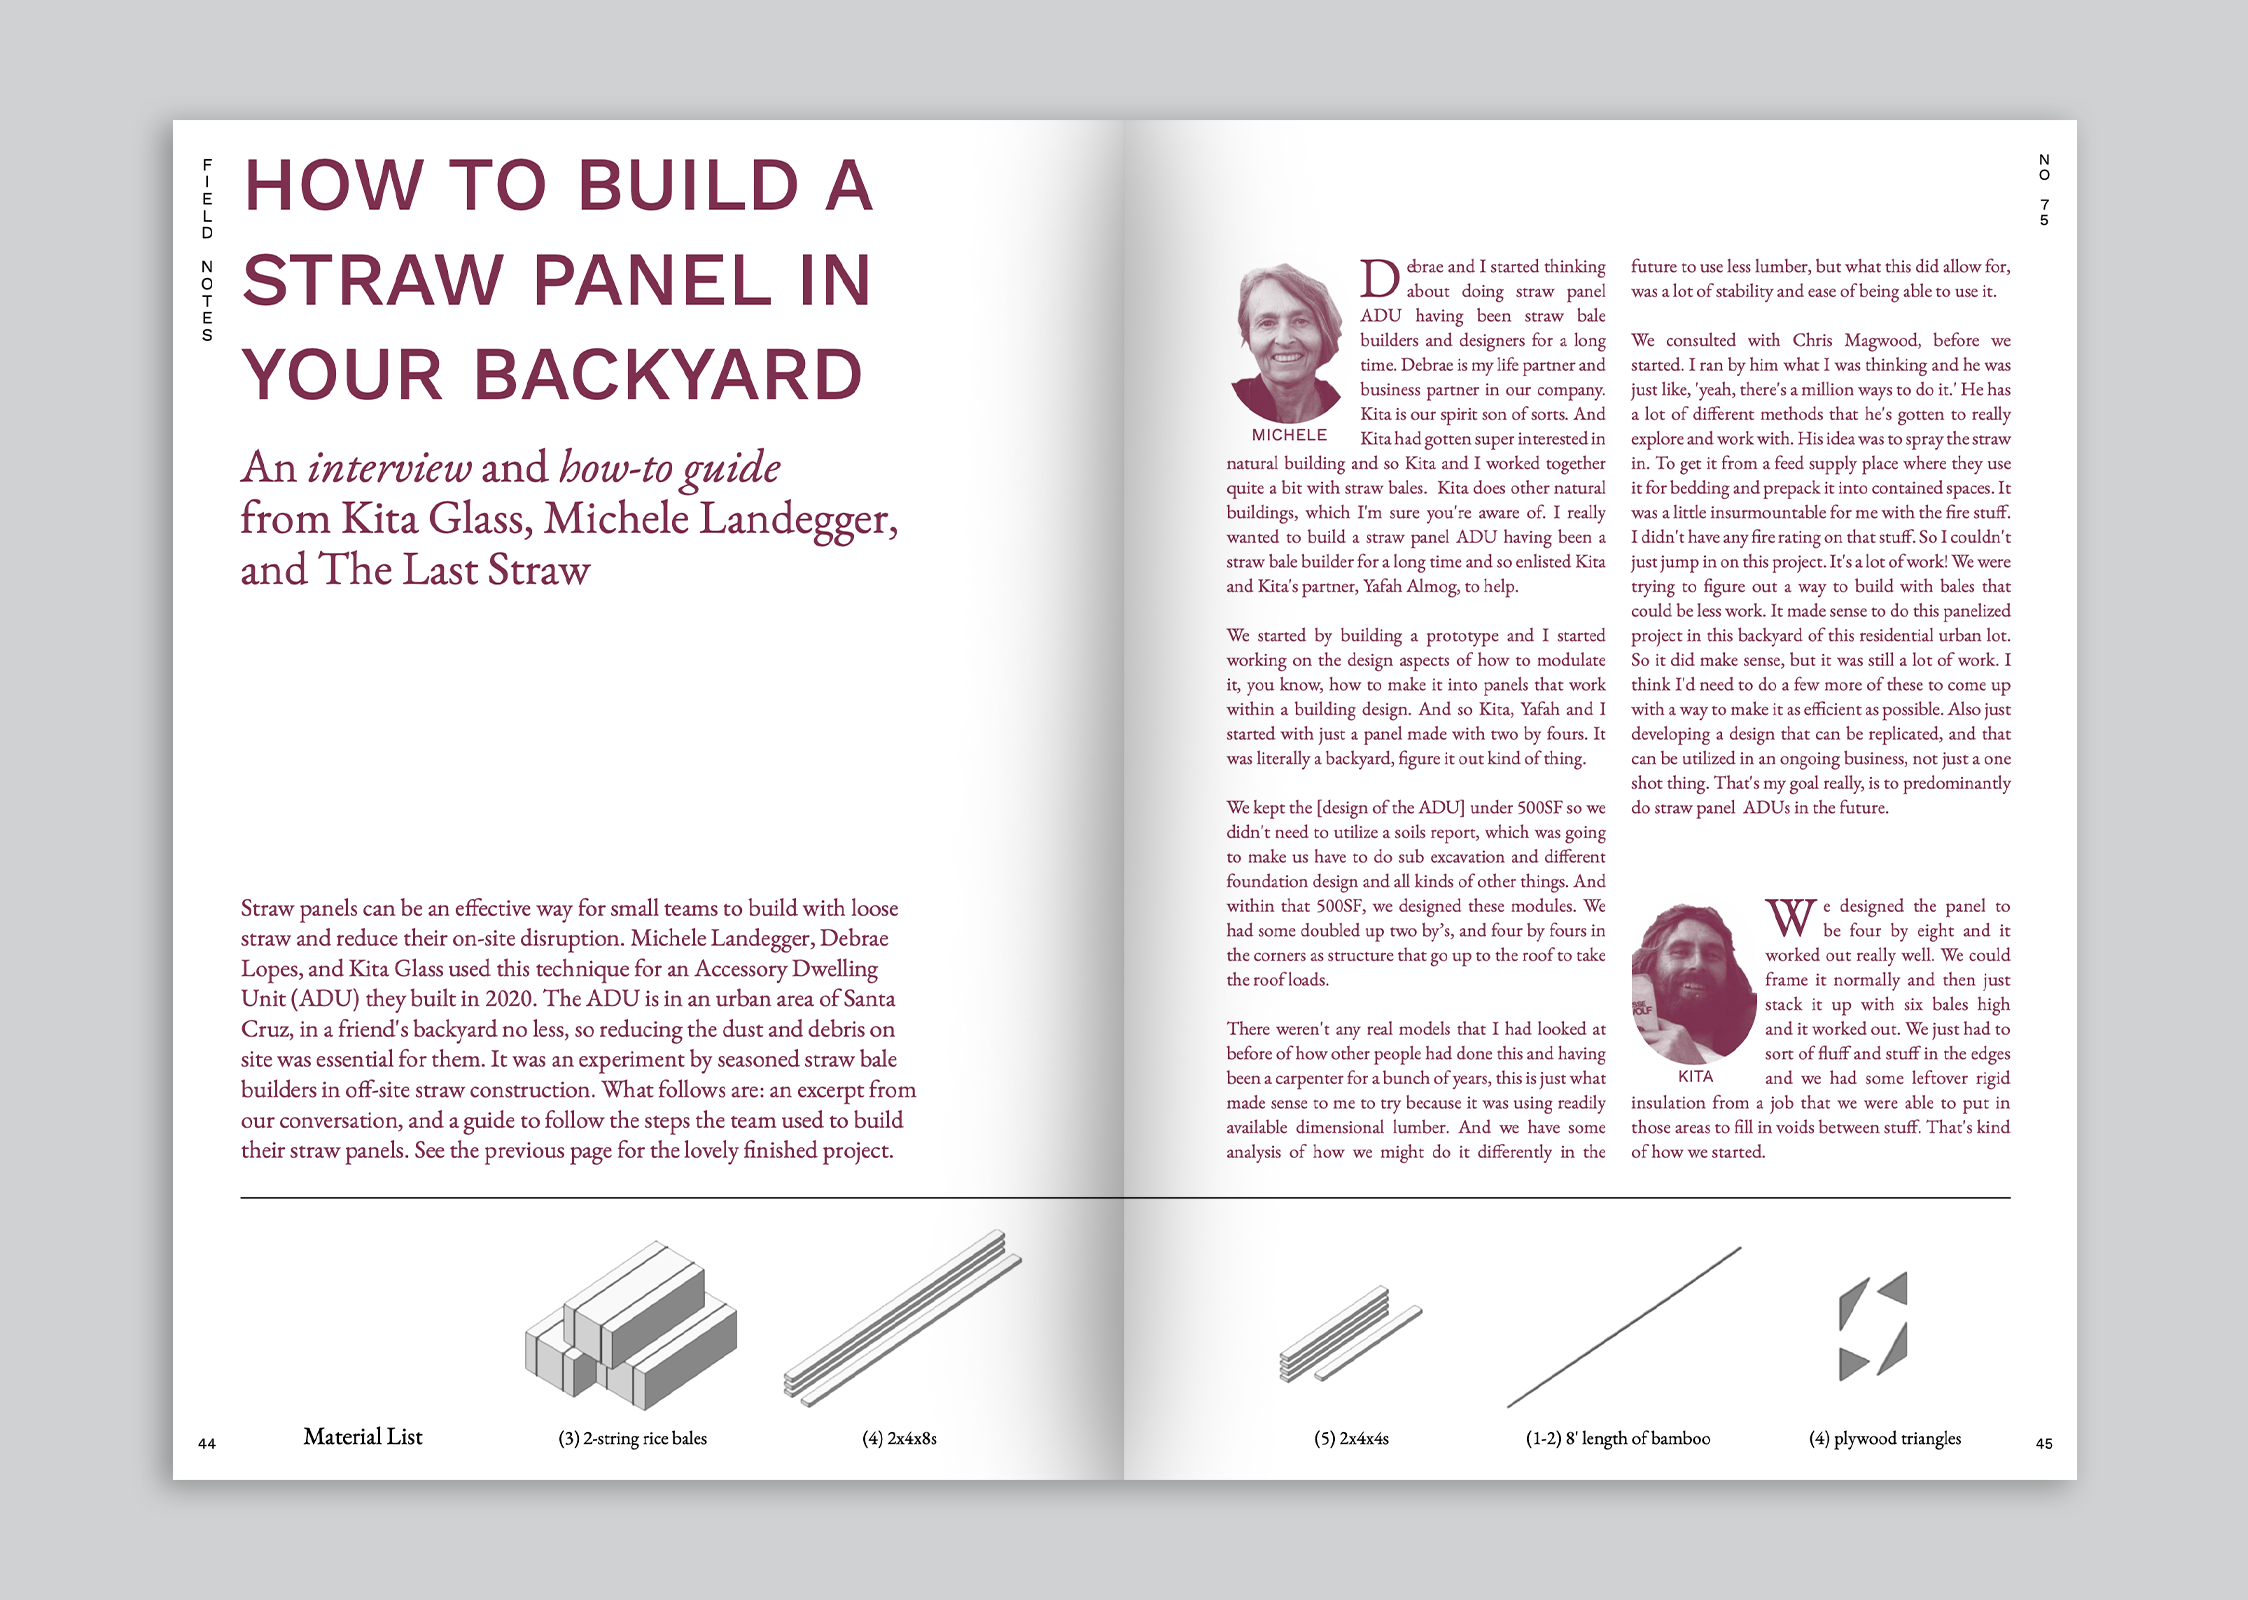 FIELD NOTES
HOW TO BUILD A
STRAW PANEL IN
YOUR BACKYARD
An interview and how-to guide
from Kita Glass, Michele Landegger,
and The Last Straw
Straw panels can be an effective way for small teams to build with loose
straw and reduce their on-site disruption. Michele Landegger, Debrae
Lopes, and Kita Glass used this technique for an Accessory Dwelling
Unit (ADU) they built in 2020. The ADU is in an urban area of Santa
Cruz, in a friend's backyard no less, so reducing the dust and debris on
site was essential for them. It was an experiment by seasoned straw bale
builders in off-site straw construction. What follows are: an excerpt from
our conversation, and a guide to follow the steps the team used to build
their straw panels. See the previous page for the lovely finished project.
Material List
(3) 2-string rice bales
(4) 2x4x8s
44
NO 75
MICHELE
Debrae and I started thinking
about doing straw panel
ADU having been straw bale
builders and designers for a long
time. Debrae is my life partner and
business partner in our company.
Kita is our spirit son of sorts. And
Kita had gotten super interested in
natural building and so Kita and I worked together
quite a bit with straw bales. Kita does other natural
buildings, which I'm sure you're aware of. I really
wanted to build a straw panel ADU having been a
straw bale builder for a long time and so enlisted Kita
and Kita's partner, Yafah Almog, to help.
We started by building a prototype and I started
working on the design aspects of how to modulate
it, you know, how to make it into panels that work
within a building design. And so Kita, Yafah and I
started with just a panel made with two by fours. It
was literally a backyard, figure it out kind of thing.
We kept the [design of the ADU] under 500SF so we
didn't need to utilize a soils report, which was going
to make us have to do sub excavation and different
foundation design and all kinds of other things. And
within that 500SF, we designed these modules. We
had some doubled up two by’s, and four by fours in
the corners as structure that go up to the roof to take
the roof loads.
There weren't any real models that I had looked at
before of how other people had done this and having
been a carpenter for a bunch of years, this is just what
made sense to me to try because it was using readily
available dimensional lumber. And we have some
analysis of how we might do it differently in the
future to use less lumber, but what this did allow for,
was a lot of stability and ease of being able to use it.
We consulted with Chris Magwood, before we
started. I ran by him what I was thinking and he was
just like, 'yeah, there's a million ways to do it.' He has
a lot of different methods that he's gotten to really
explore and work with. His idea was to spray the straw
in. To get it from a feed supply place where they use
it for bedding and prepack it into contained spaces. It
was a little insurmountable for me with the fire stuff.
I didn't have any fire rating on that stuff. So I couldn't
just jump in on this project. It's a lot of work! We were
trying to figure out a way to build with bales that
could be less work. It made sense to do this panelized
project in this backyard of this residential urban lot.
So it did make sense, but it was still a lot of work. I
think I'd need to do a few more of these to come up
with a way to make it as efficient as possible. Also just
developing a design that can be replicated, and that
can be utilized in an ongoing business, not just a one
shot thing. That's my goal really, is to predominantly
do straw panel ADUs in the future.
KITA
We designed the panel to
be four by eight and it
worked out really well. We could
frame it normally and then just
stack it up with six bales high
and it worked out. We just had to
sort of fluff and stuff in the edges
and we had some leftover rigid
insulation from a job that we were able to put in
those areas to fill in voids between stuff. That's kind
of how we started.
(5) 2x4x4s
(1-2) 8' length of bamboo
(4) plywood triangles
45